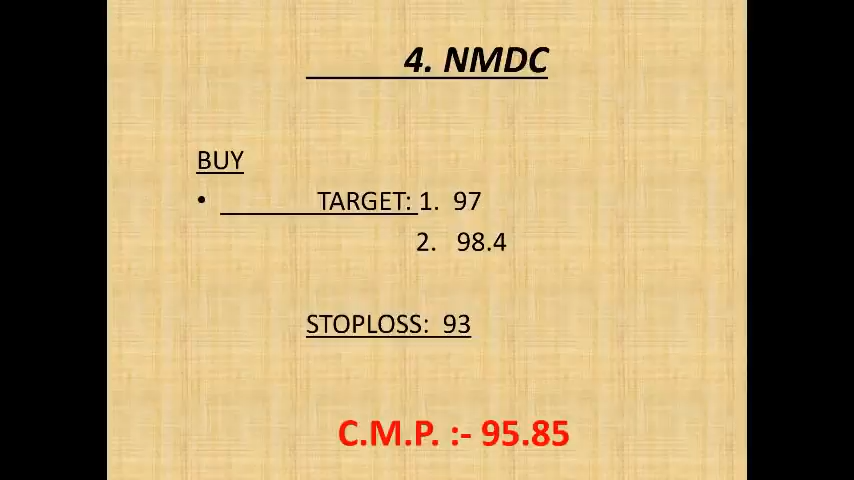 4. NMDC
BUY
• TARGET: 1. 97
2. 98.4
STOPLOSS: 93
C.M.P. :- 95.85